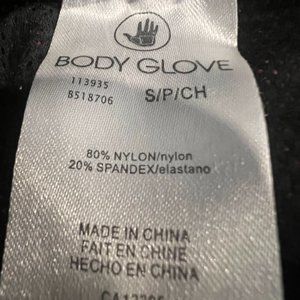 BODY GLOVE
113935
BS18706
S/P/CH
80% NYLON/nylon
20% SPANDEX/elastano
MADE IN CHINA
FAIT EN CHINE
HECHO EN CHINA